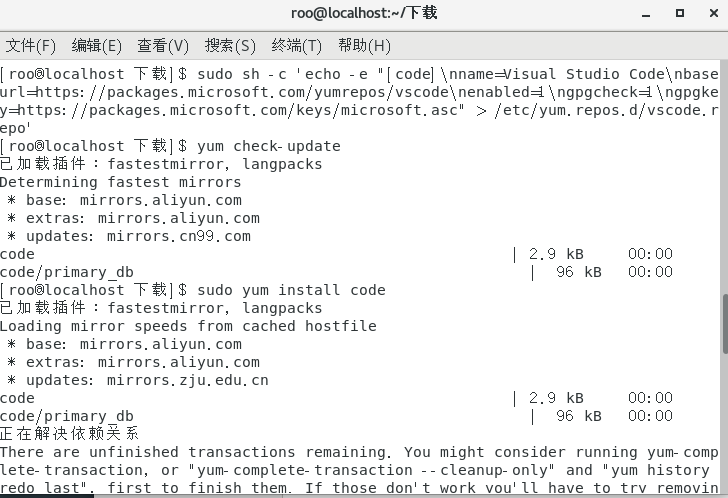 roo@localhost:~/下载
文件(F) 编辑(E) 查看(V) 搜索(S) 终端(T) 帮助(H)
[roo@localhost 下载]$ sudo sh -c 'echo -e "[code]\nname=Visual Studio Code\nbase
url=https://packages.microsoft.com/yumrepos/vscode\nenabled=1\ngpgcheck=1\ngpgke
y=https://packages.microsoft.com/keys/microsoft.asc" > /etc/yum.repos.d/vscode.r
epo'
[roo@localhost 下载]$ yum check-update
已加载插件：fastestmirror, langpacks
Determining fastest mirrors
 * base: mirrors.aliyun.com
 * extras: mirrors.aliyun.com
 * updates: mirrors.cn99.com
code | 2.9 kB 00:00
code/primary_db | 96 kB 00:00
[roo@localhost 下载]$ sudo yum install code
已加载插件：fastestmirror, langpacks
Loading mirror speeds from cached hostfile
 * base: mirrors.aliyun.com
 * extras: mirrors.aliyun.com
 * updates: mirrors.zju.edu.cn
code | 2.9 kB 00:00
code/primary_db | 96 kB 00:00
正在解决依赖关系
There are unfinished transactions remaining. You might consider running yum-comp
lete-transaction, or "yum-complete-transaction --cleanup-only" and "yum history
redo last", first to finish them. If those don't work you'll have to try removin